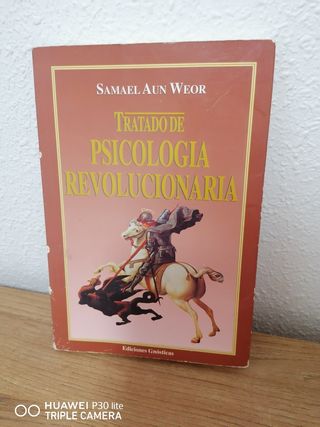 SAMAEL AUN WEOR
TRATADO DE
PSICOLOGIA
REVOLUCIONARIA
Ediciones Gnósticas
HUAWEI P30 lite
TRIPLE CAMERA